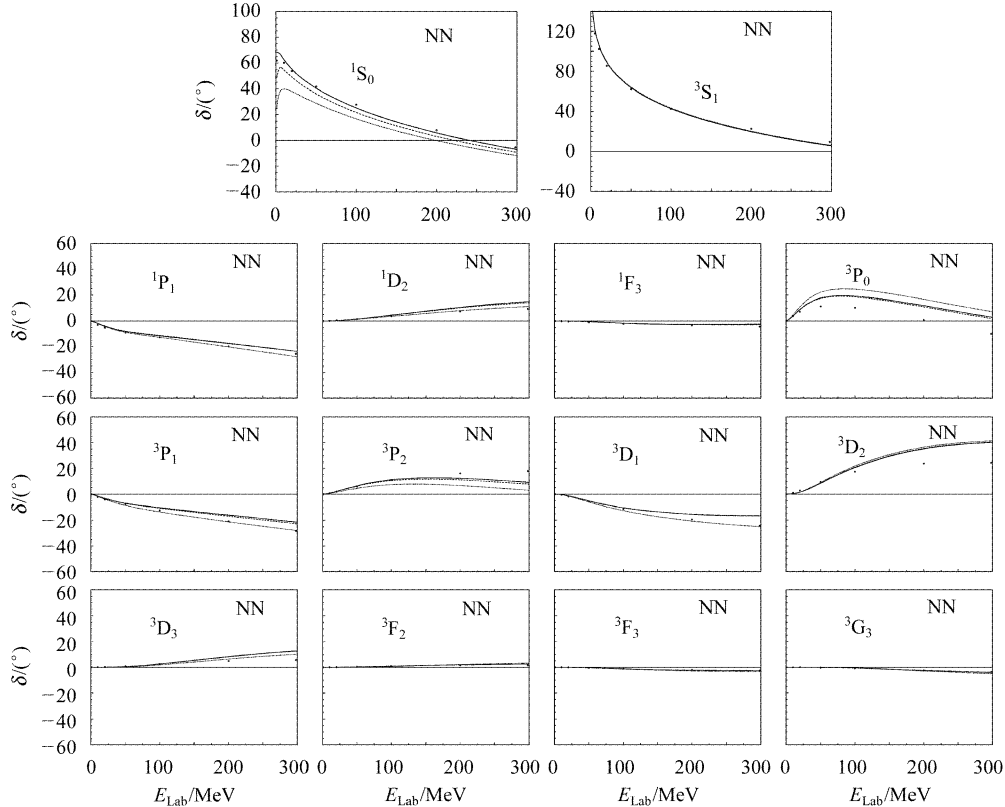 100
80
60
40
20
0
−20
−40
δ/(°)
NN
¹S₀
0 100 200 300
120
80
40
0
−40
NN
³S₁
0 100 200 300
60
40
20
0
−20
−40
−60
δ/(°)
NN
¹P₁
NN
¹D₂
NN
¹F₃
NN
³P₀
60
40
20
0
−20
−40
−60
δ/(°)
NN
³P₁
NN
³P₂
NN
³D₁
NN
³D₂
60
40
20
0
−20
−40
−60
δ/(°)
NN
³D₃
NN
³F₂
NN
³F₃
NN
³G₃
0 100 200 300 0 100 200 300 0 100 200 300 0 100 200 300
E_Lab/MeV E_Lab/MeV E_Lab/MeV E_Lab/MeV